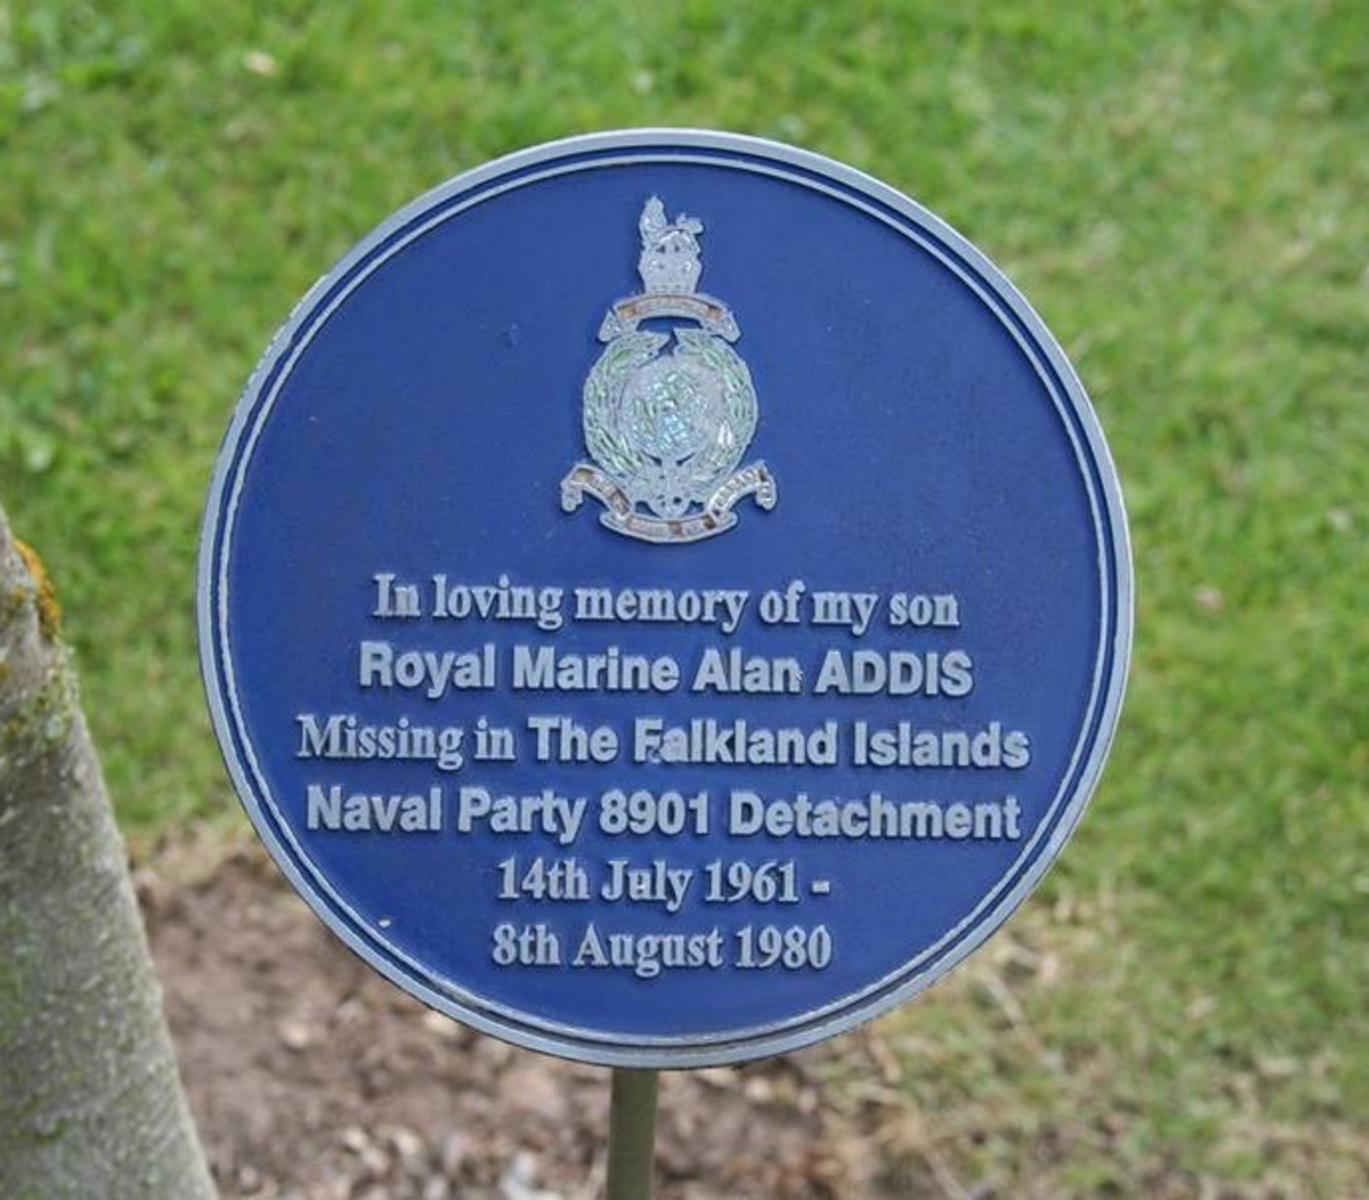 In loving memory of my son
Royal Marine Alan ADDIS
Missing in The Falkland Islands
Naval Party 8901 Detachment
14th July 1961 -
8th August 1980